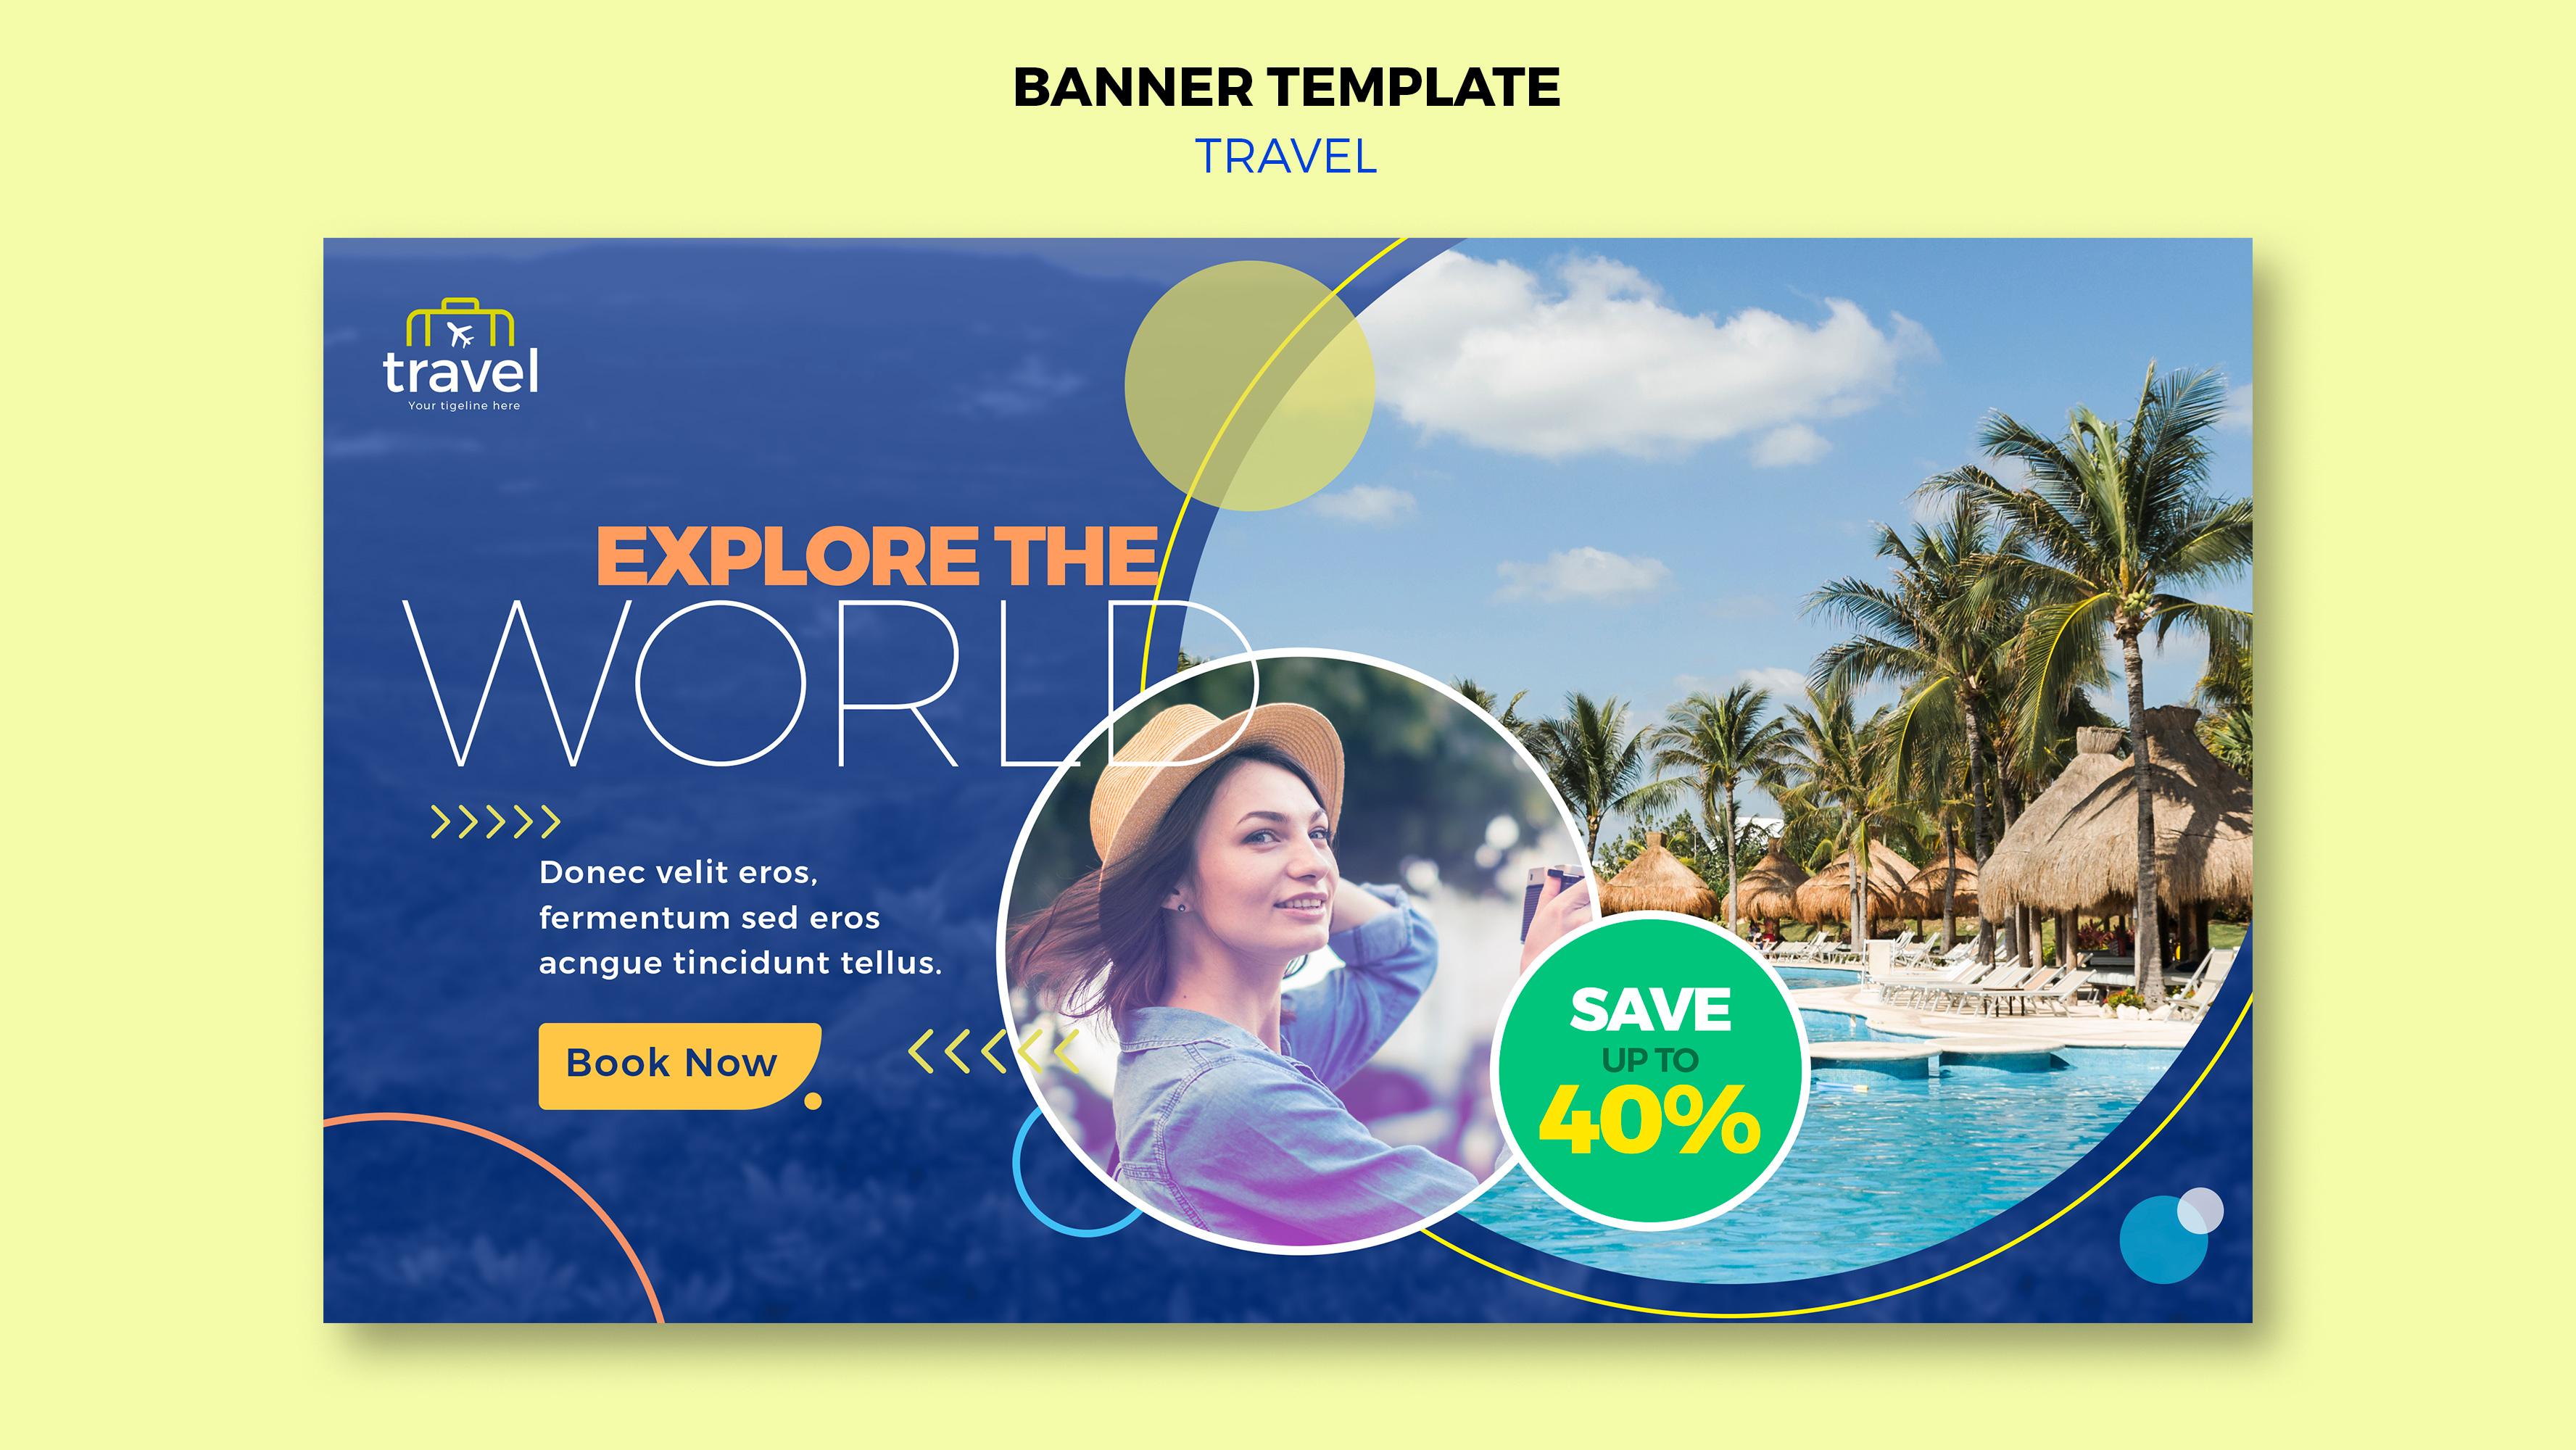 BANNER TEMPLATE
TRAVEL
travel
Your tigeline here
EXPLORE THE
WORLD
Donec velit eros,
fermentum sed eros
acngue tincidunt tellus.
Book Now
SAVE
UP TO
40%